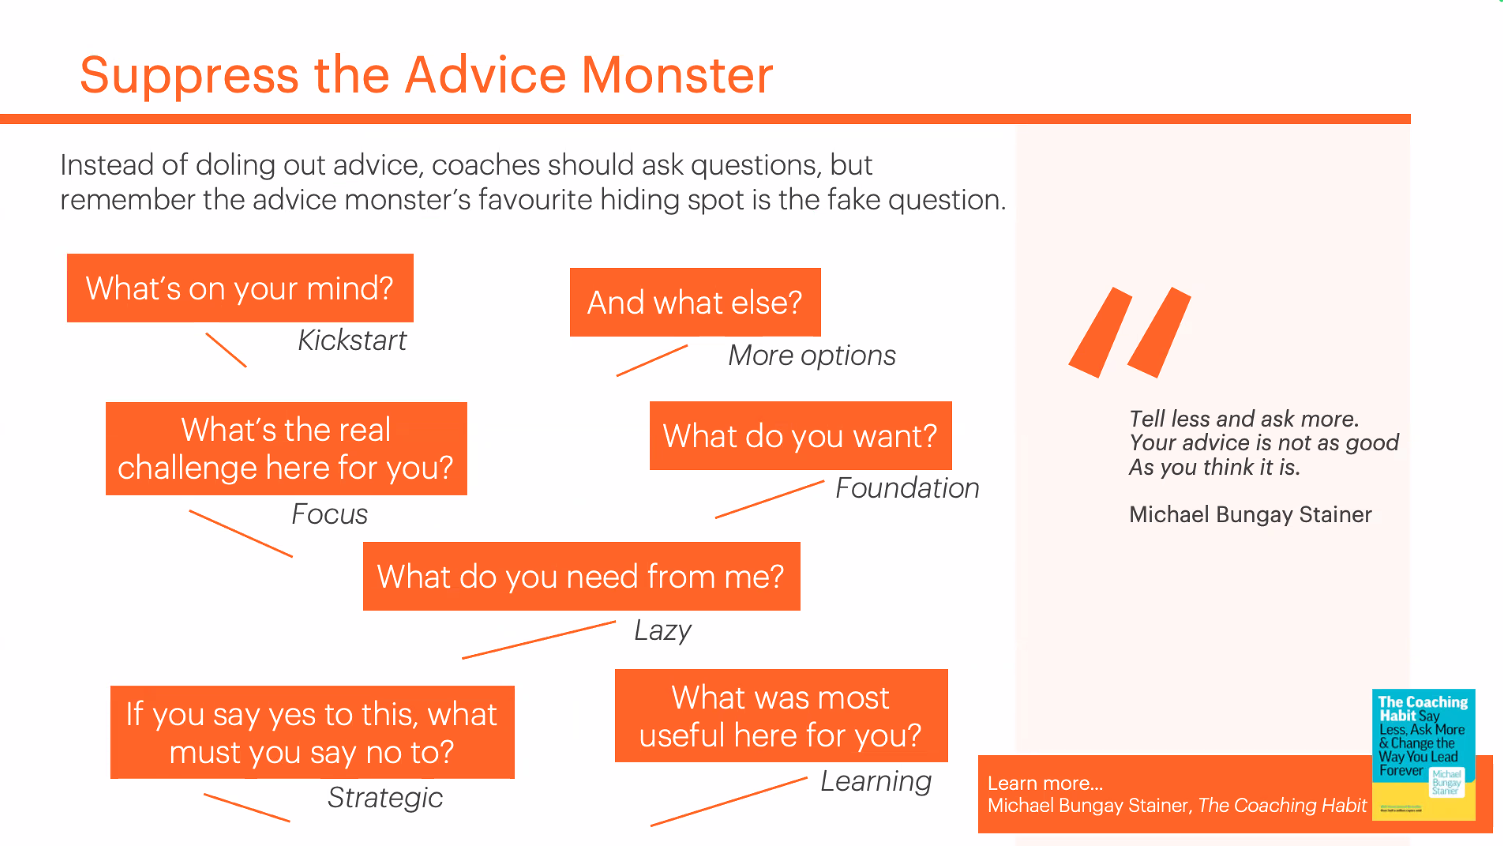 Suppress the Advice Monster
Instead of doling out advice, coaches should ask questions, but
remember the advice monster's favourite hiding spot is the fake question.
What's on your mind?
Kickstart
And what else?
More options
What's the real
challenge here for you?
Focus
What do you want?
Foundation
What do you need from me?
Lazy
If you say yes to this, what
must you say no to?
Strategic
What was most
useful here for you?
Learning
Tell less and ask more.
Your advice is not as good
As you think it is.
Michael Bungay Stainer
Learn more...
Michael Bungay Stainer, The Coaching Habit
The Coaching
Habit Say
Less, Ask More
& Change the
Way You Lead
Forever
Michael
Bungay
Stanier